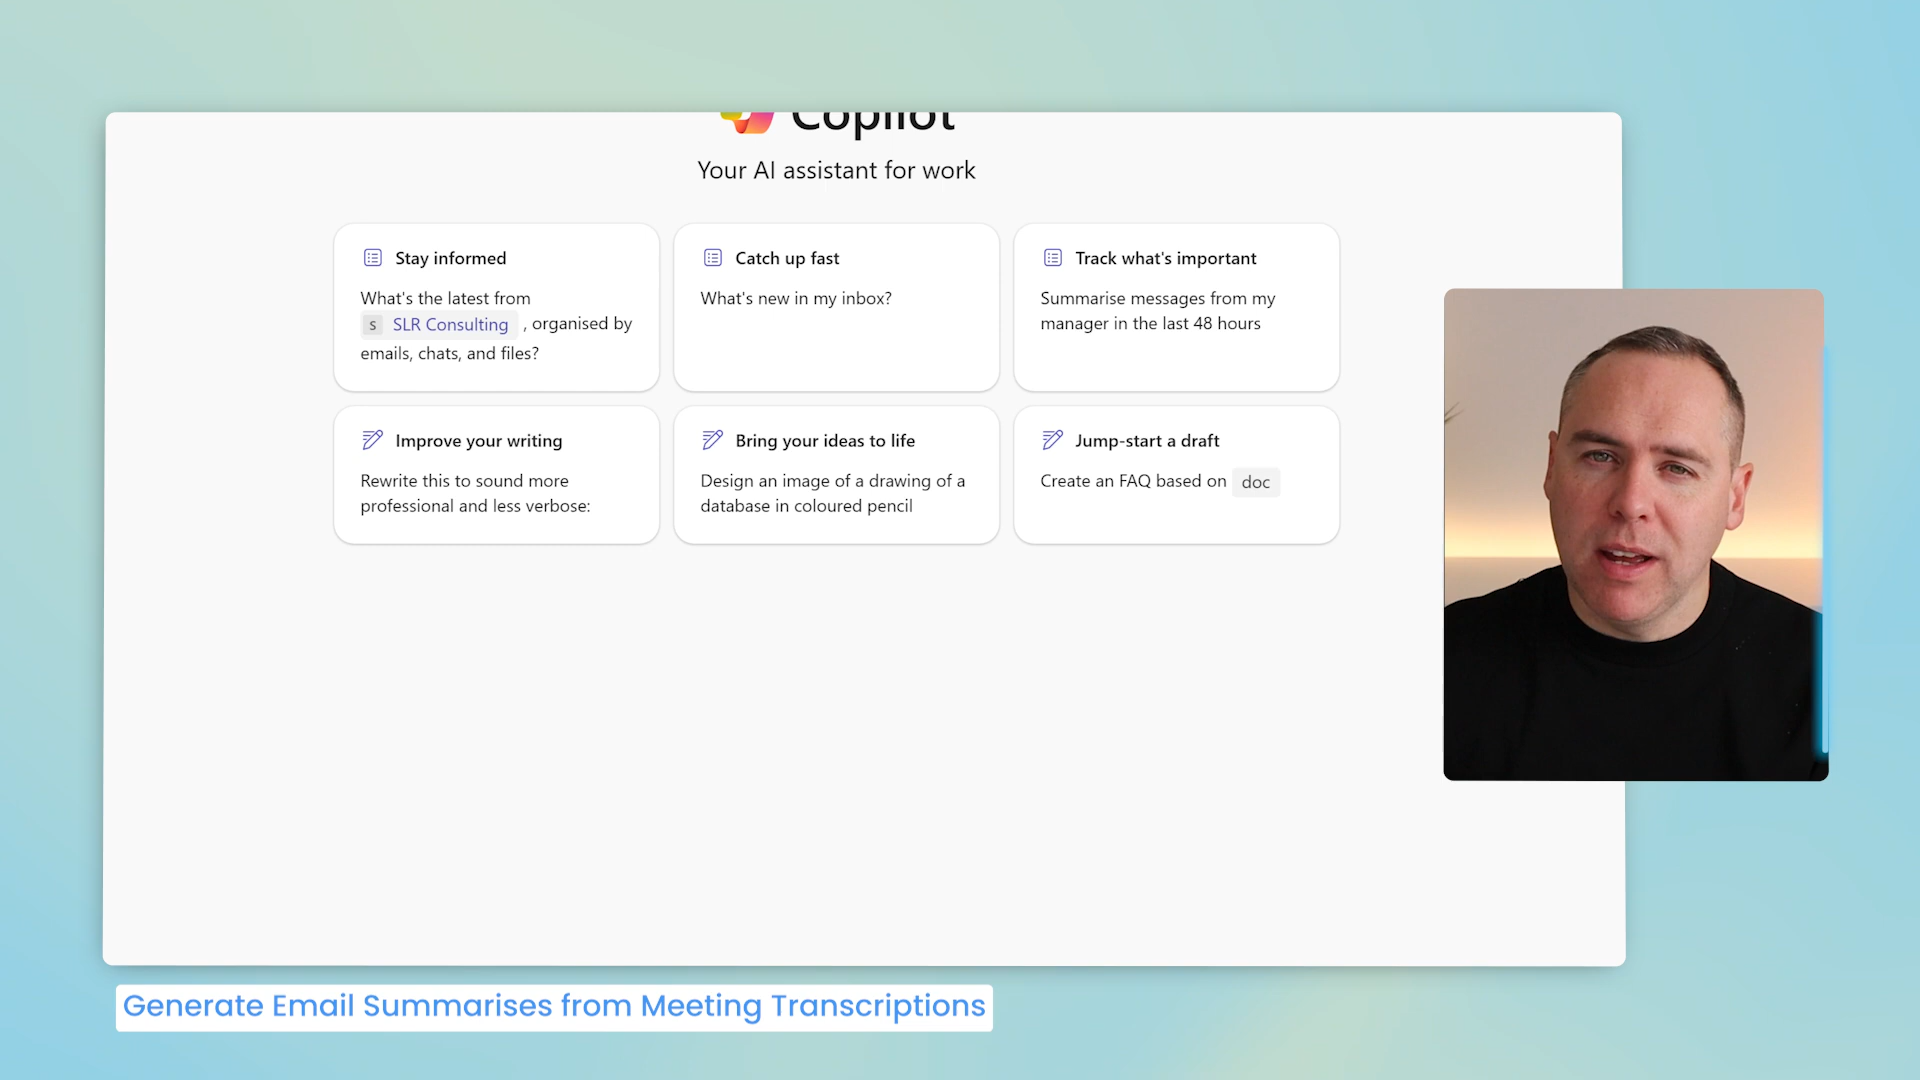 Copilot
Your AI assistant for work
Stay informed
What's the latest from
s SLR Consulting , organised by
emails, chats, and files?
Catch up fast
What's new in my inbox?
Track what's important
Summarise messages from my
manager in the last 48 hours
Improve your writing
Rewrite this to sound more
professional and less verbose:
Bring your ideas to life
Design an image of a drawing of a
database in coloured pencil
Jump-start a draft
Create an FAQ based on doc
Generate Email Summarises from Meeting Transcriptions